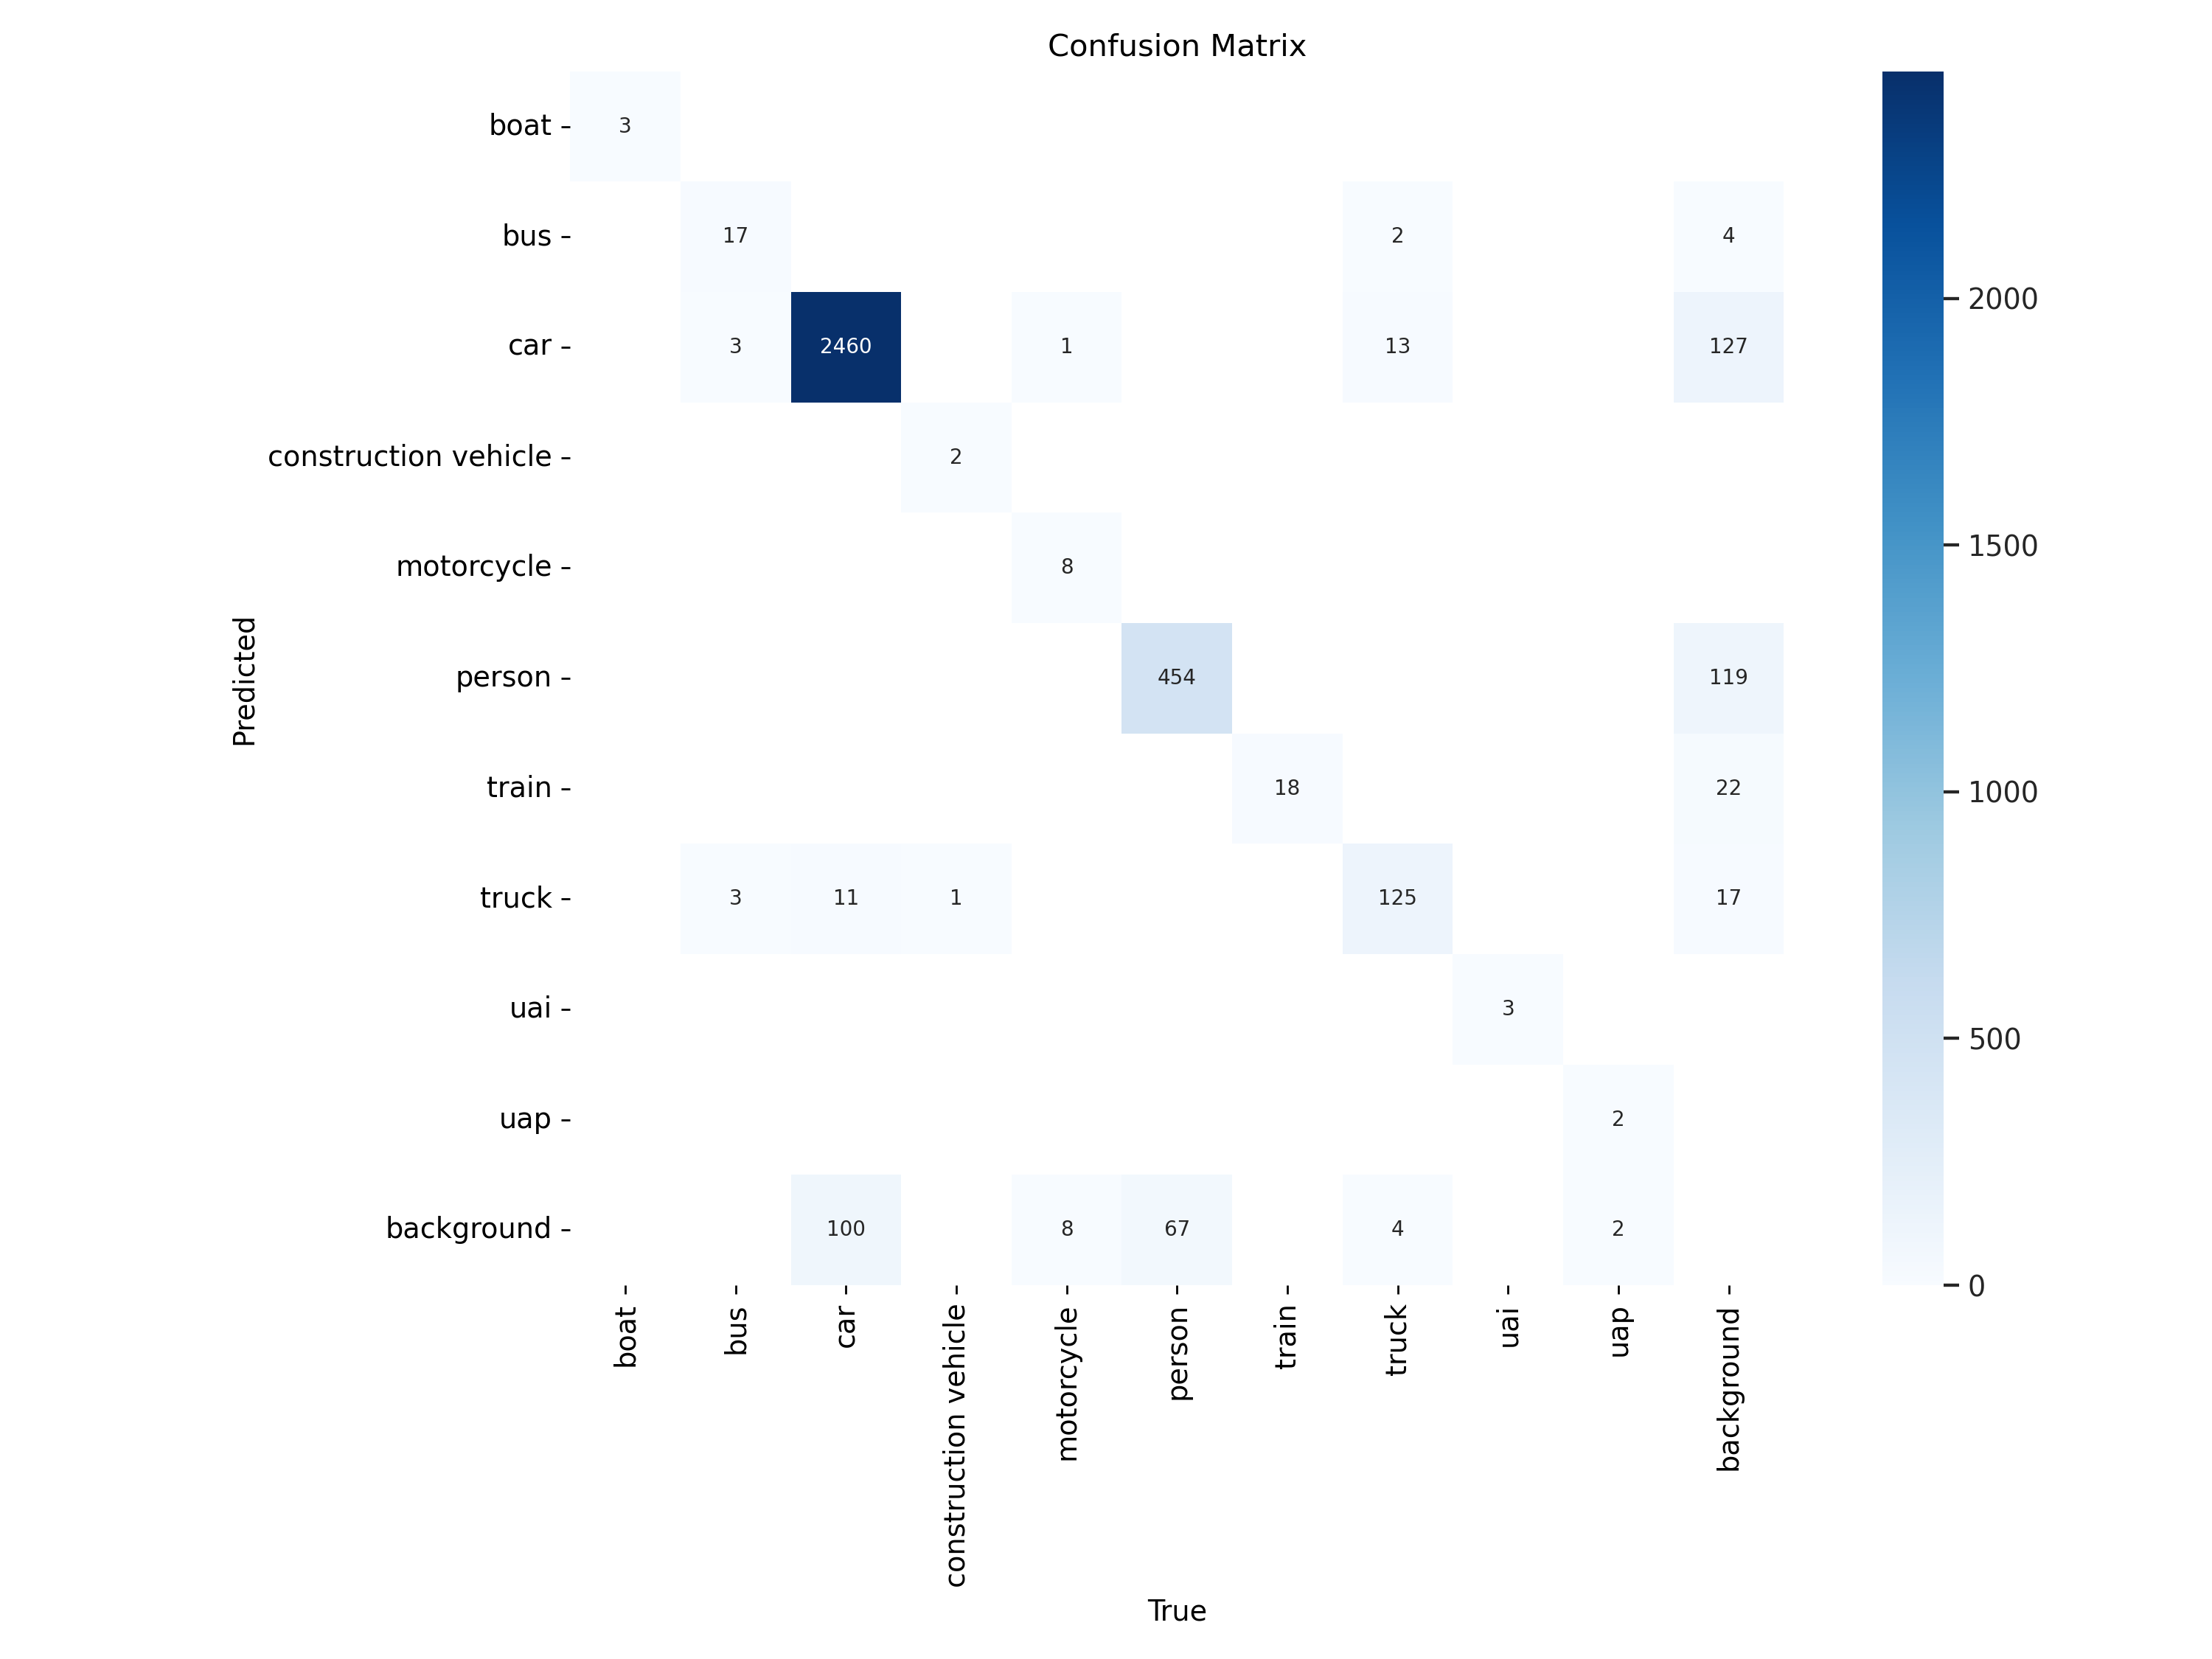 Confusion Matrix
boat 3
bus 17 2 4
car 3 2460 1 13 127
construction vehicle 2
motorcycle 8
person 454 119
train 18 22
truck 3 11 1 125 17
uai 3
uap 2
background 100 8 67 4 2
Predicted
boat
bus
car
construction vehicle
motorcycle
person
train
truck
uai
uap
background
True
2000
1500
1000
500
0